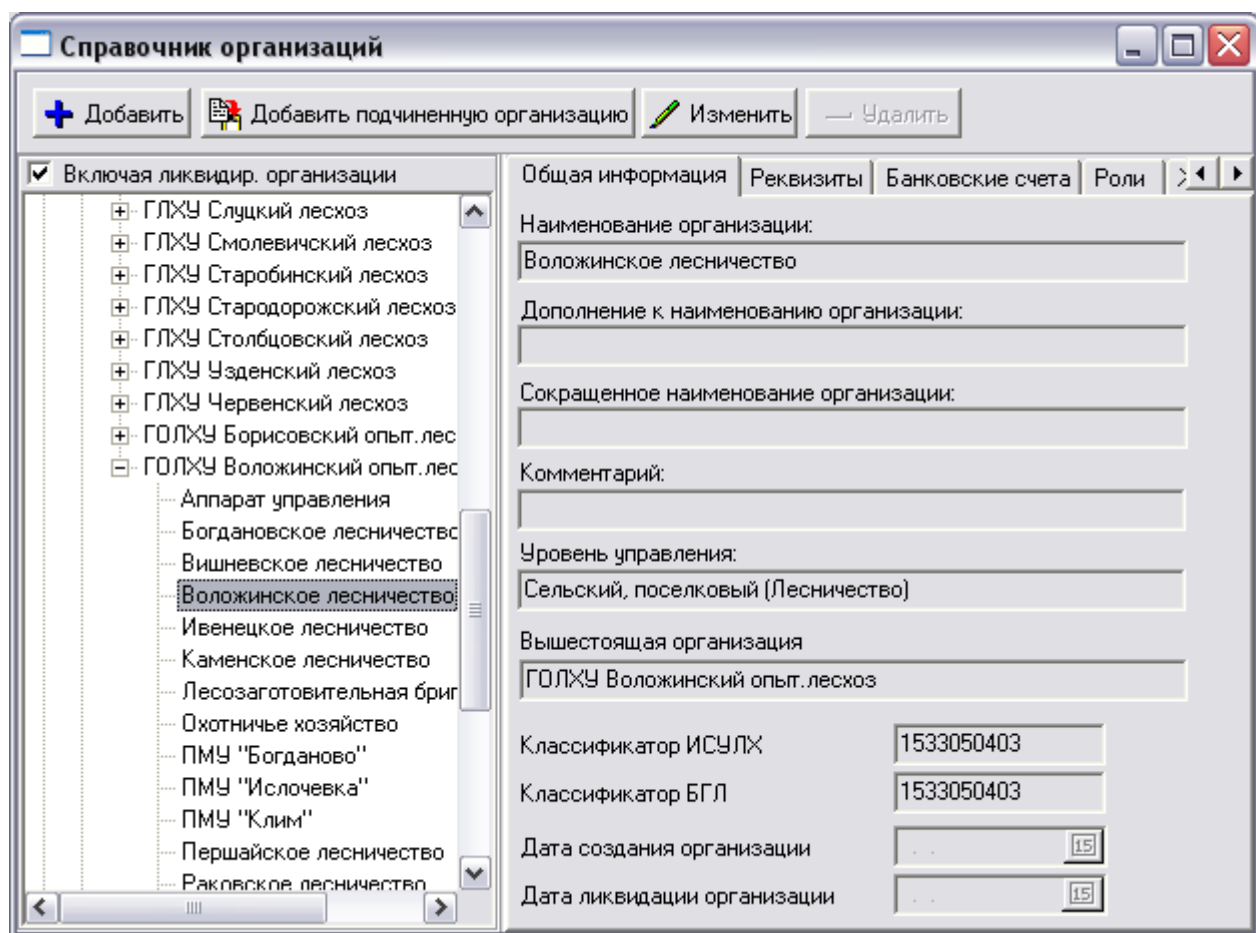 Справочник организаций
Добавить Добавить подчиненную организацию Изменить Удалить
Включая ликвидир. организации
ГЛХУ Слуцкий лесхоз
ГЛХУ Смолевичский лесхоз
ГЛХУ Старобинский лесхоз
ГЛХУ Стародорожский лесхоз
ГЛХУ Столбцовский лесхоз
ГЛХУ Узденский лесхоз
ГЛХУ Червенский лесхоз
ГОЛХУ Борисовский опыт.лес
ГОЛХУ Воложинский опыт.лес
Аппарат управления
Богдановское лесничество
Вишневское лесничество
Воложинское лесничество
Ивенецкое лесничество
Каменское лесничество
Лесозаготовительная бриг
Охотничье хозяйство
ПМУ "Богданово"
ПМУ "Ислочевка"
ПМУ "Клим"
Першайское лесничество
Раковское лесничество
Общая информация Реквизиты Банковские счета Роли
Наименование организации:
Воложинское лесничество
Дополнение к наименованию организации:
Сокращенное наименование организации:
Комментарий:
Уровень управления:
Сельский, поселковый (Лесничество)
Вышестоящая организация
ГОЛХУ Воложинский опыт.лесхоз
Классификатор ИСУЛХ 1533050403
Классификатор БГЛ 1533050403
Дата создания организации . . 15
Дата ликвидации организации . . 15